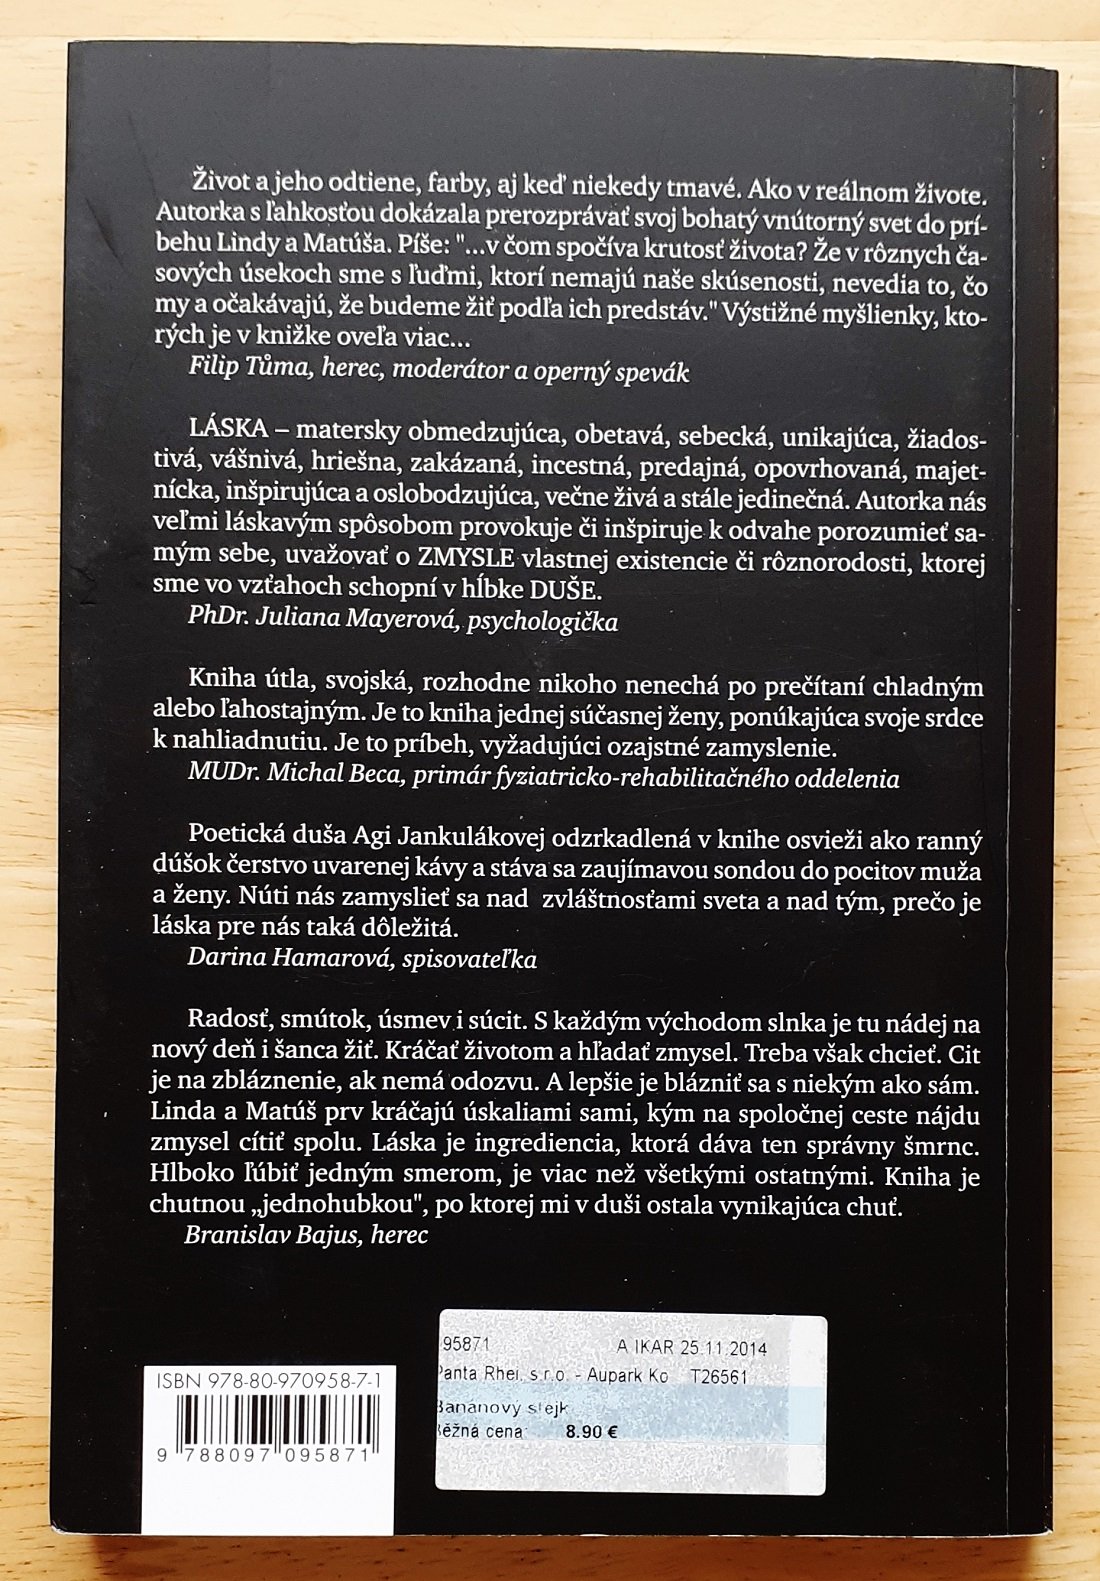 Život a jeho odtiene, farby, aj keď niekedy tmavé. Ako v reálnom živote.
Autorka s ľahkosťou dokázala prerozprávať svoj bohatý vnútorný svet do prí-
behu Lindy a Matúša. Píše: "...v čom spočíva krutosť života? Že v rôznych ča-
sových úsekoch sme s ľuďmi, ktorí nemajú naše skúsenosti, nevedia to, čo
my a očakávajú, že budeme žiť podľa ich predstáv." Výstižné myšlienky, kto-
rých je v knižke oveľa viac...
Filip Tůma, herec, moderátor a operný spevák
LÁSKA – matersky obmedzujúca, obetavá, sebecká, unikajúca, žiados-
tivá, vášnivá, hriešna, zakázaná, incestná, predajná, opovrhovaná, majet-
nícka, inšpirujúca a oslobodzujúca, večne živá a stále jedinečná. Autorka nás
veľmi láskavým spôsobom provokuje či inšpiruje k odvahe porozumieť sa-
mým sebe, uvažovať o ZMYSLE vlastnej existencie či rôznorodosti, ktorej
sme vo vzťahoch schopní v hĺbke DUŠE.
PhDr. Juliana Mayerová, psychologička
Kniha útla, svojská, rozhodne nikoho nenechá po prečítaní chladným
alebo ľahostajným. Je to kniha jednej súčasnej ženy, ponúkajúca svoje srdce
k nahliadnutiu. Je to príbeh, vyžadujúci ozajstné zamyslenie.
MUDr. Michal Beca, primár fyziatricko-rehabilitačného oddelenia
Poetická duša Agi Jankulákovej odzrkadlená v knihe osvieži ako ranný
dúšok čerstvo uvarenej kávy a stáva sa zaujímavou sondou do pocitov muža
a ženy. Núti nás zamyslieť sa nad zvláštnosťami sveta a nad tým, prečo je
láska pre nás taká dôležitá.
Darina Hamarová, spisovateľka
Radosť, smútok, úsmev i súcit. S každým východom slnka je tu nádej na
nový deň i šanca žiť. Kráčať životom a hľadať zmysel. Treba však chcieť. Cit
je na zbláznenie, ak nemá odozvu. A lepšie je blázniť sa s niekým ako sám.
Linda a Matúš prv kráčajú úskaliami sami, kým na spoločnej ceste nájdu
zmysel cítiť spolu. Láska je ingrediencia, ktorá dáva ten správny šmrnc.
Hlboko ľúbiť jedným smerom, je viac než všetkými ostatnými. Kniha je
chutnou „jednohubkou", po ktorej mi v duši ostala vynikajúca chuť.
Branislav Bajus, herec
95871 A IKAR 25.11.2014
Panta Rhei, s.r.o. - Aupark Ko T26561
Banánový stejk
Běžná cena: 8.90 €
ISBN 978-80-970958-7-1
9 788097 095871